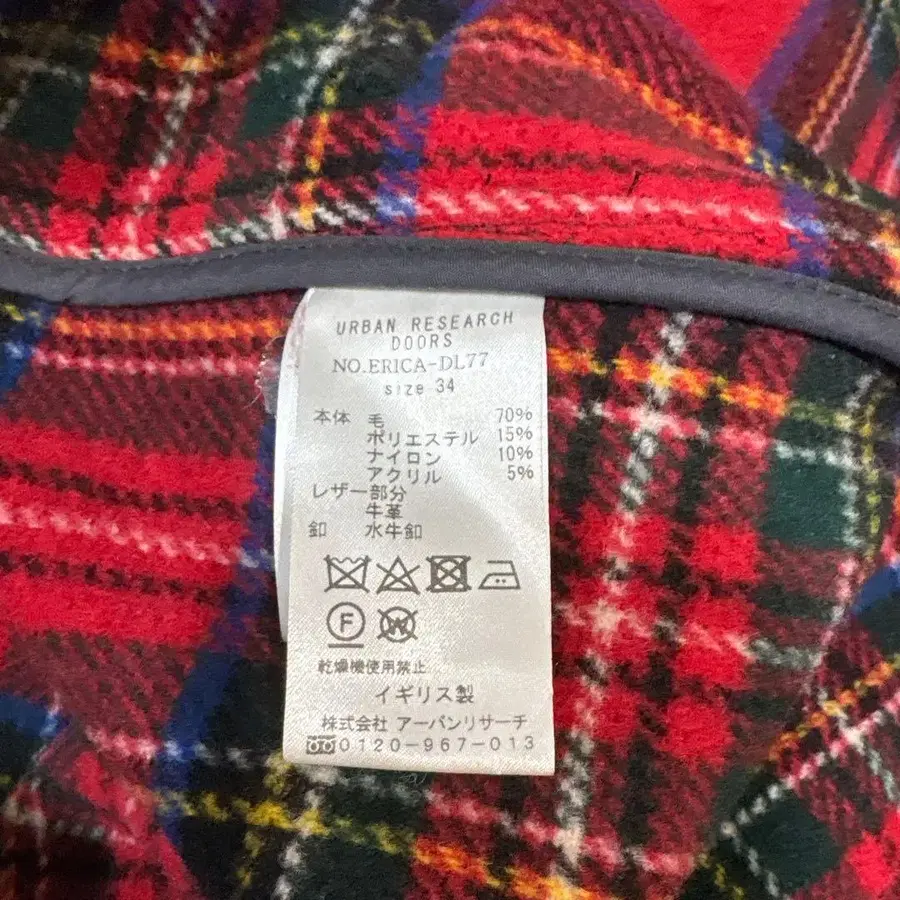 URBAN RESEARCH
DOORS
NO.ERICA-DL77
size 34
本体 毛 70%
ポリエステル 15%
ナイロン 10%
アクリル 5%
レザー部分
牛革
釦 水牛釦
F W
乾燥機使用禁止
イギリス製
株式会社 アーバンリサーチ
0120-967-013